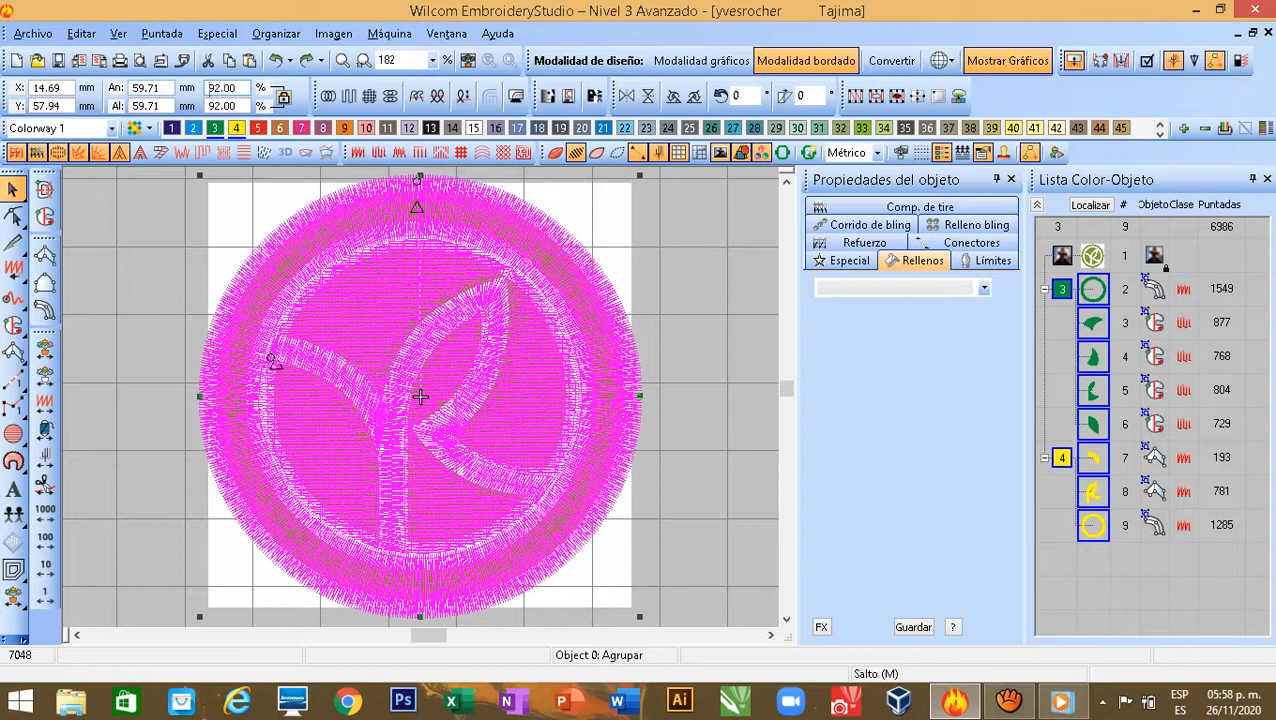 Wilcom EmbroideryStudio – Nivel 3 Avanzado - [yvesrocher Tajima]
Archivo Editar Ver Puntada Especial Organizar Imagen Máquina Ventana Ayuda
182 % Modalidad de diseño: Modalidad gráficos Modalidad bordado Convertir Mostrar Gráficos
X: 14.69 mm An: 59.71 mm 92.00 %
Y: 57.94 mm Al: 59.71 mm 92.00 % 0 ° 0 °
Colorway 1 1 2 3 4 5 6 7 8 9 10 11 12 13 14 15 16 17 18 19 20 21 22 23 24 25 26 27 28 29 30 31 32 33 34 35 36 37 38 39 40 41 42 43 44 45
3D Métrico
Propiedades del objeto
Comp. de tire
Corrido de bling Relleno bling
Refuerzos Conectores
Especial Rellenos Límites
FX Guardar ?
Lista Color-Objeto
Localizar # Objeto Clase Puntadas
3 9 6986
1
3 2 1549
3 877
4
5 804
6 729
4 7 193
8 781
9 1285
1000
100
10
1
7048 Object 0: Agrupar
Salto (M)
lenovo Ps Ai
ESP 05:58 p. m.
ES 26/11/2020